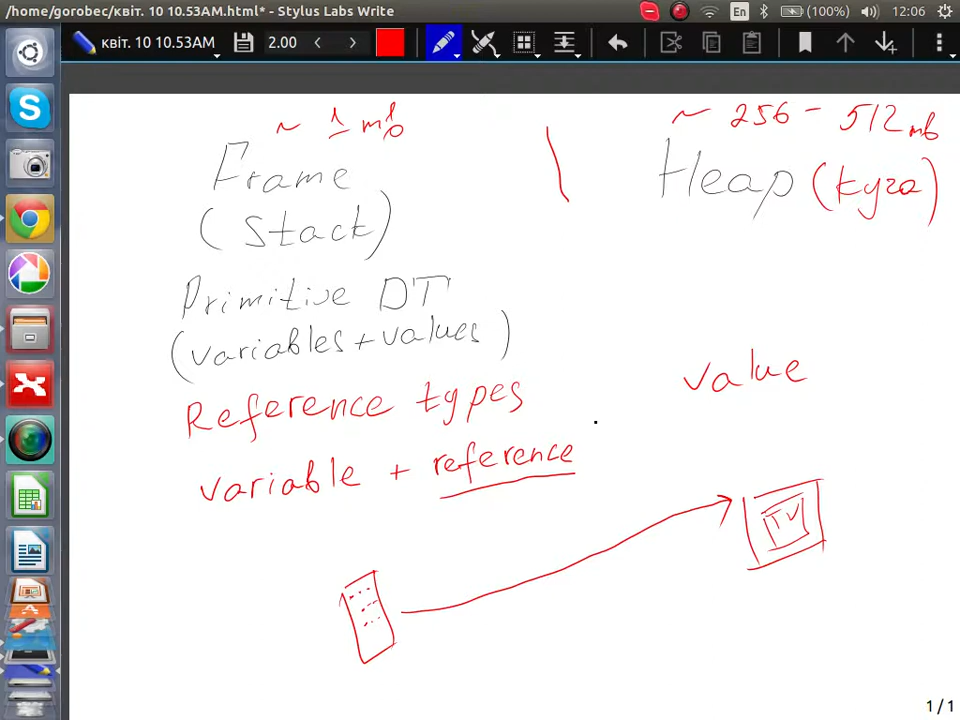 /home/gorobec/квіт. 10 10.53AM.html* - Stylus Labs Write
En (100%) 12:06
квіт. 10 10.53AM 2.00
~ 1 mb
~ 256 - 512 mb
Frame
Heap (куча)
(Stack)
Primitive DT
(variables + values)
value
Reference types
variable + reference
TV
1 / 1